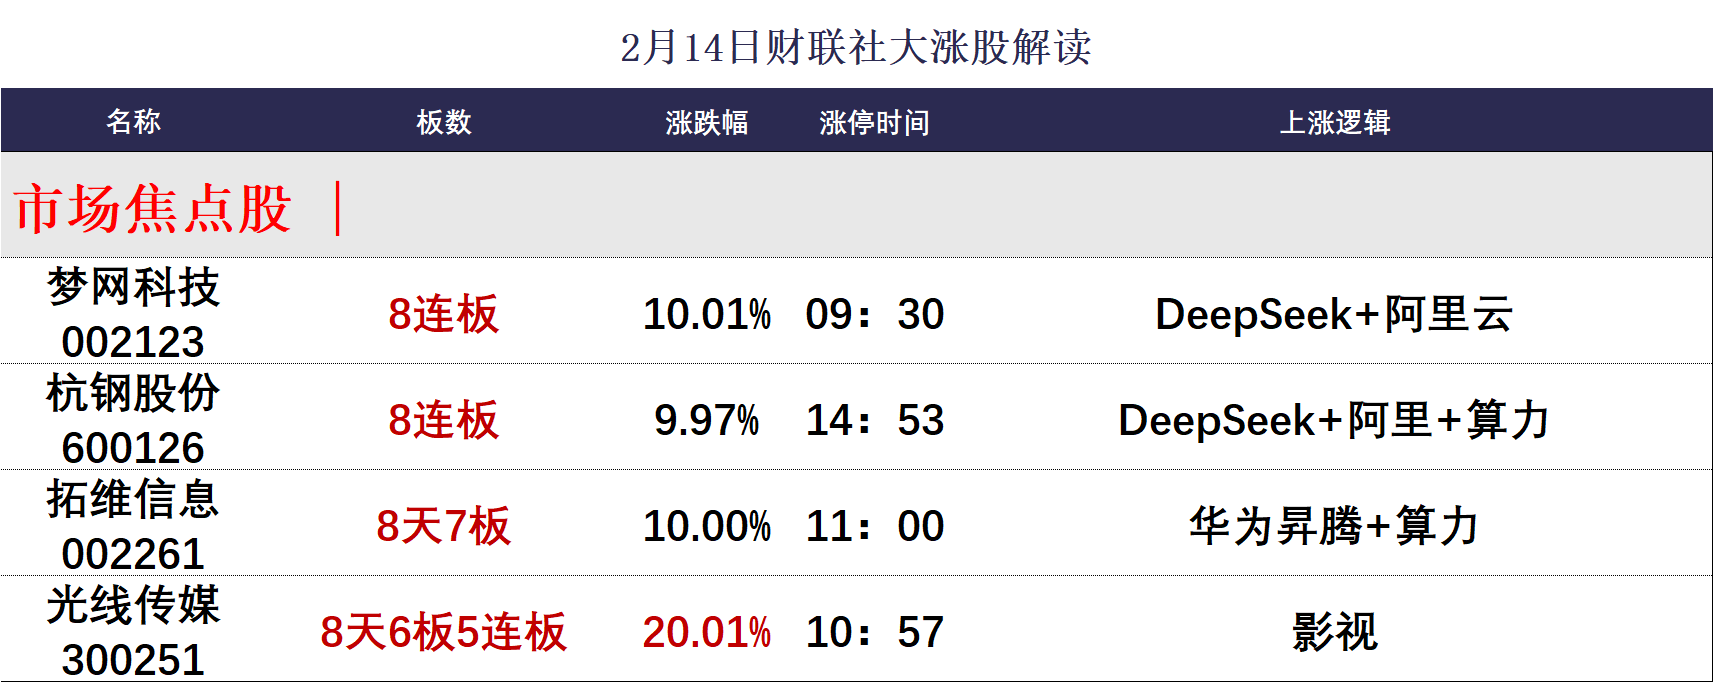 2月14日财联社大涨股解读
名称 板数 涨跌幅 涨停时间 上涨逻辑
市场焦点股 ｜
梦网科技
002123
8连板 10.01% 09：30 DeepSeek+阿里云
杭钢股份
600126
8连板 9.97% 14：53 DeepSeek+阿里+算力
拓维信息
002261
8天7板 10.00% 11：00 华为昇腾+算力
光线传媒
300251
8天6板5连板 20.01% 10：57 影视